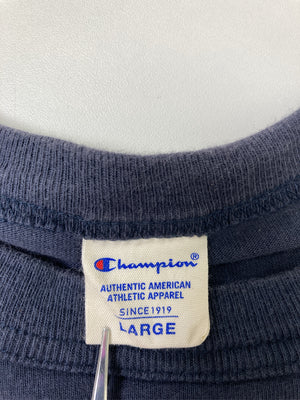 Champion®
AUTHENTIC AMERICAN
ATHLETIC APPAREL
SINCE 1919
LARGE